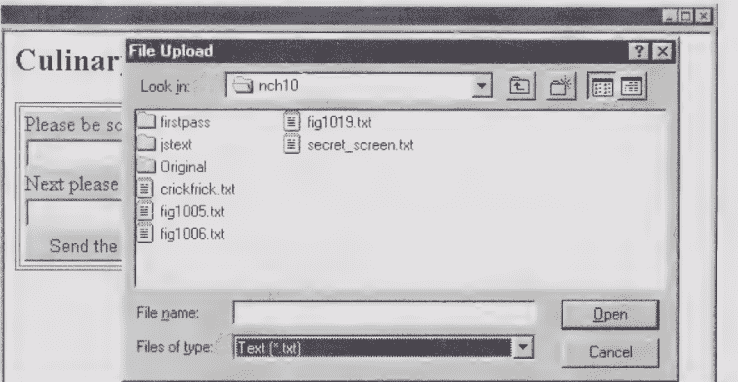 File Upload
Culinar
Look in: nch10
Please be sc
Next please
Send the
firstpass
jstext
Original
crickfrick.txt
fig1005.txt
fig1006.txt
fig1019.txt
secret_screen.txt
File name:
Open
Files of type: Text (*.txt)
Cancel